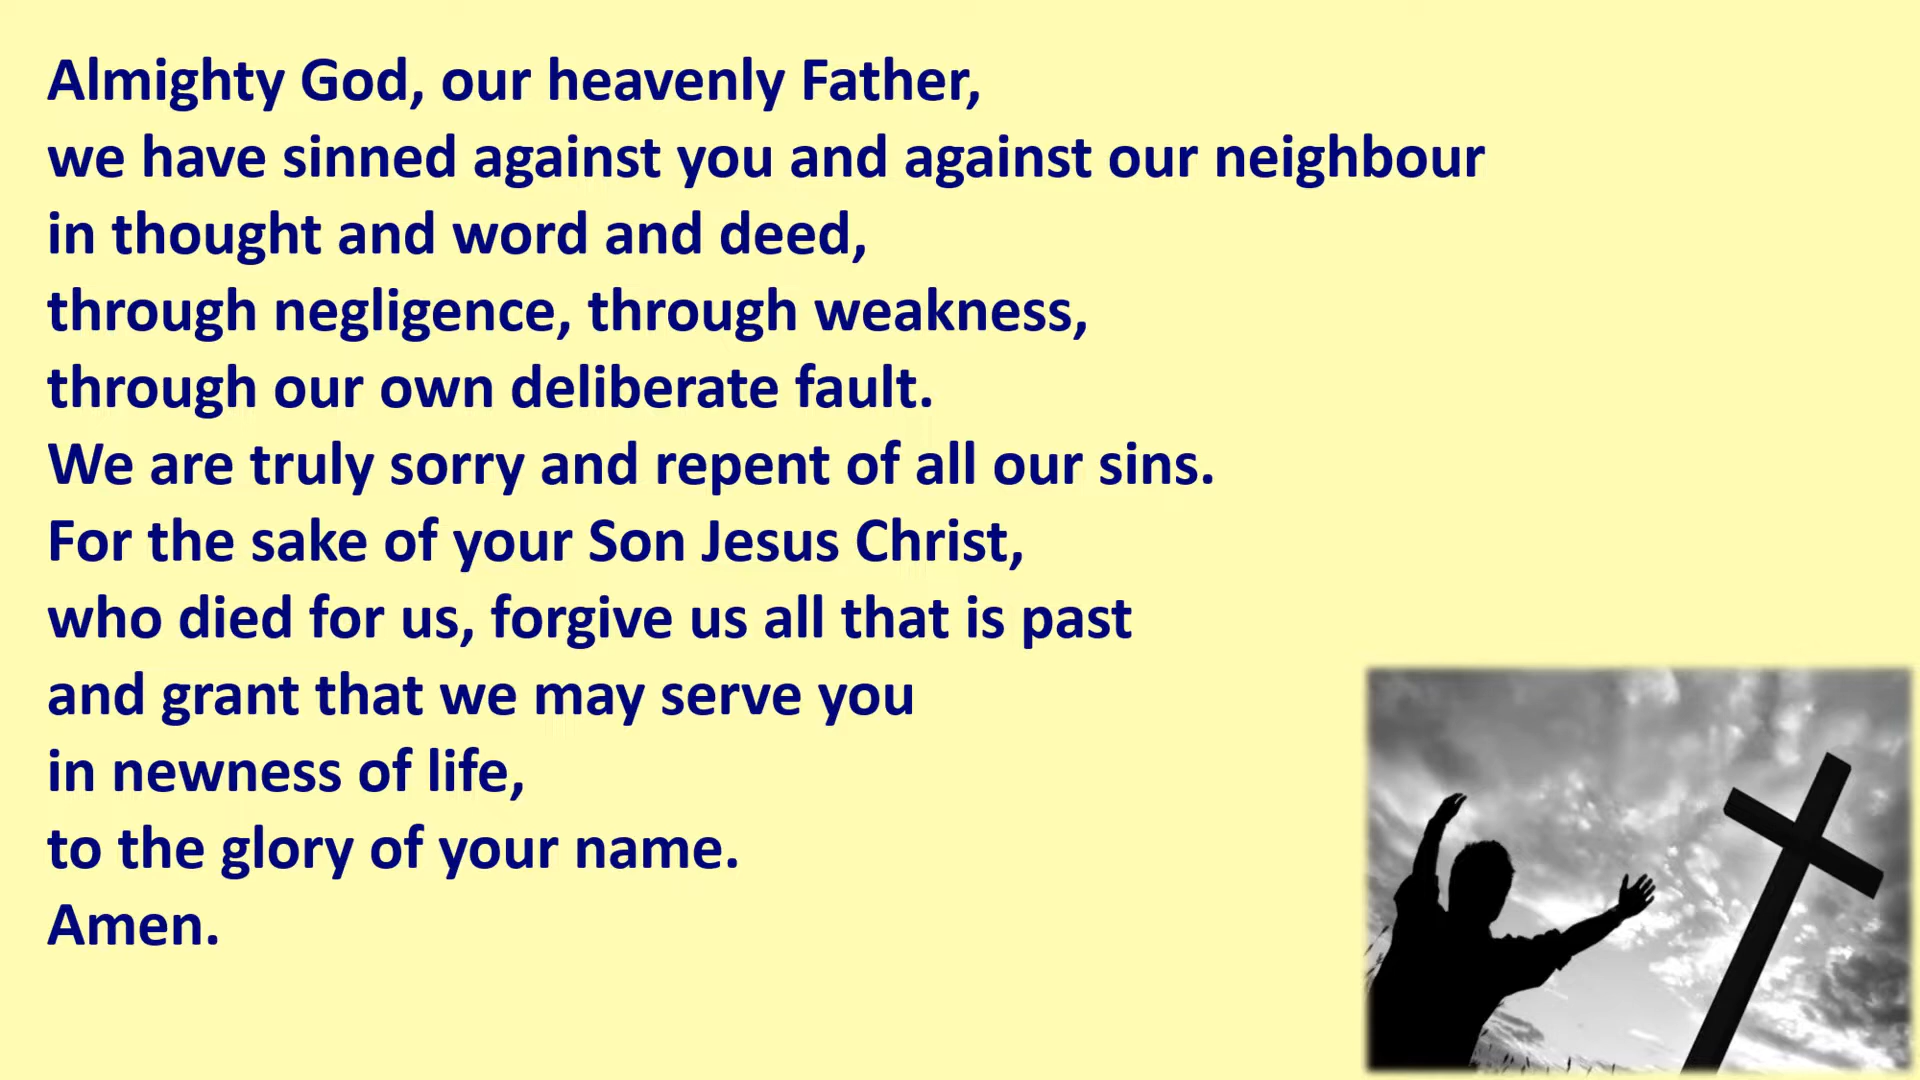 Almighty God, our heavenly Father,
we have sinned against you and against our neighbour
in thought and word and deed,
through negligence, through weakness,
through our own deliberate fault.
We are truly sorry and repent of all our sins.
For the sake of your Son Jesus Christ,
who died for us, forgive us all that is past
and grant that we may serve you
in newness of life,
to the glory of your name.
Amen.